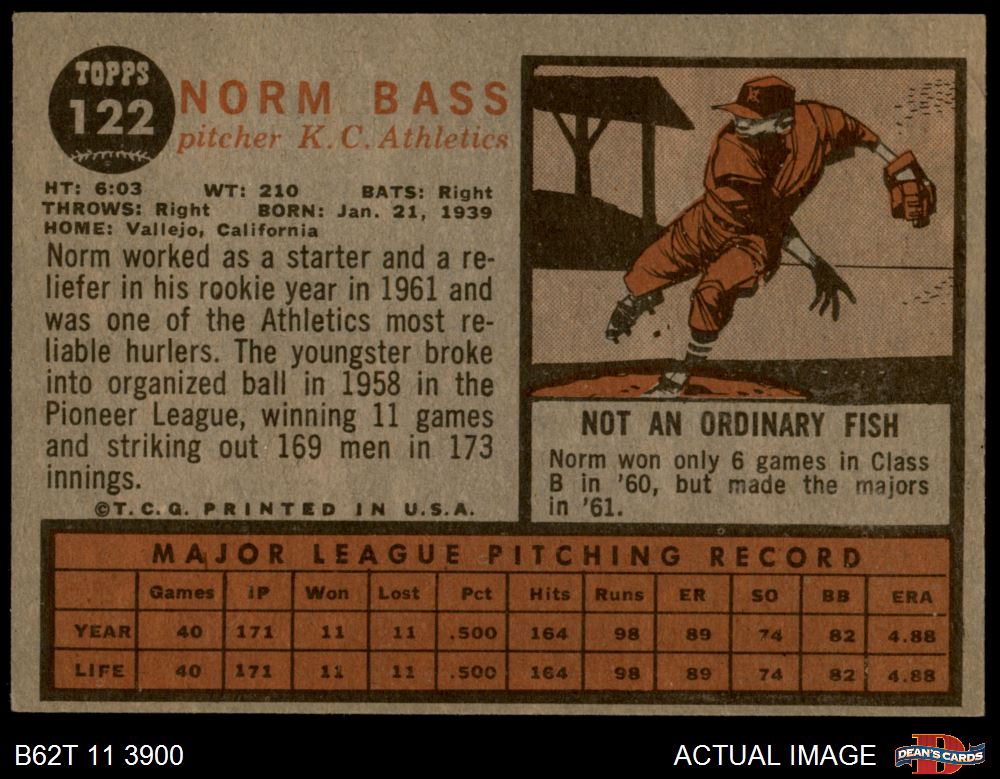 TOPPS
122
NORM BASS
pitcher K. C. Athletics
HT: 6:03 WT: 210 BATS: Right
THROWS: Right BORN: Jan. 21, 1939
HOME: Vallejo, California
Norm worked as a starter and a re-
liefer in his rookie year in 1961 and
was one of the Athletics most re-
liable hurlers. The youngster broke
into organized ball in 1958 in the
Pioneer League, winning 11 games
and striking out 169 men in 173
innings.
©T. C. G. PRINTED IN U.S.A.
NOT AN ORDINARY FISH
Norm won only 6 games in Class
B in '60, but made the majors
in '61.
MAJOR LEAGUE PITCHING RECORD
Games IP Won Lost Pct Hits Runs ER SO BB ERA
YEAR 40 171 11 11 .500 164 98 89 74 82 4.88
LIFE 40 171 11 11 .500 164 98 89 74 82 4.88
B62T 11 3900
ACTUAL IMAGE
DEAN'S CARDS